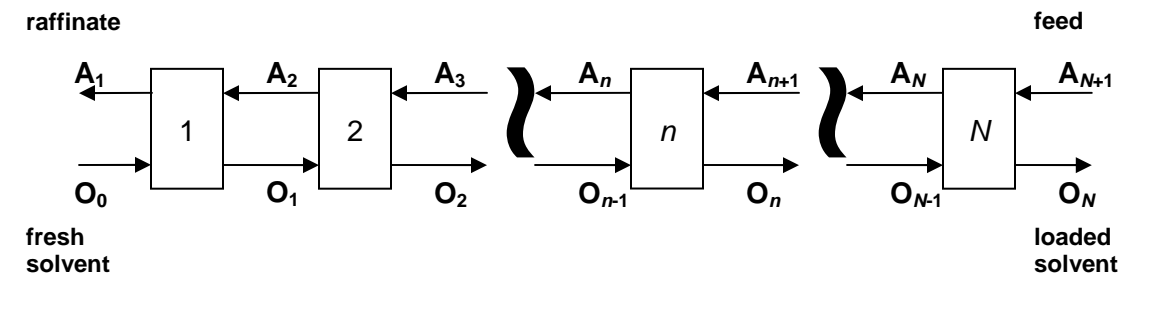 raffinate feed
A1 A2 A3 An An+1 AN AN+1
1 2 n N
O0 O1 O2 On-1 On ON-1 ON
fresh loaded
solvent solvent